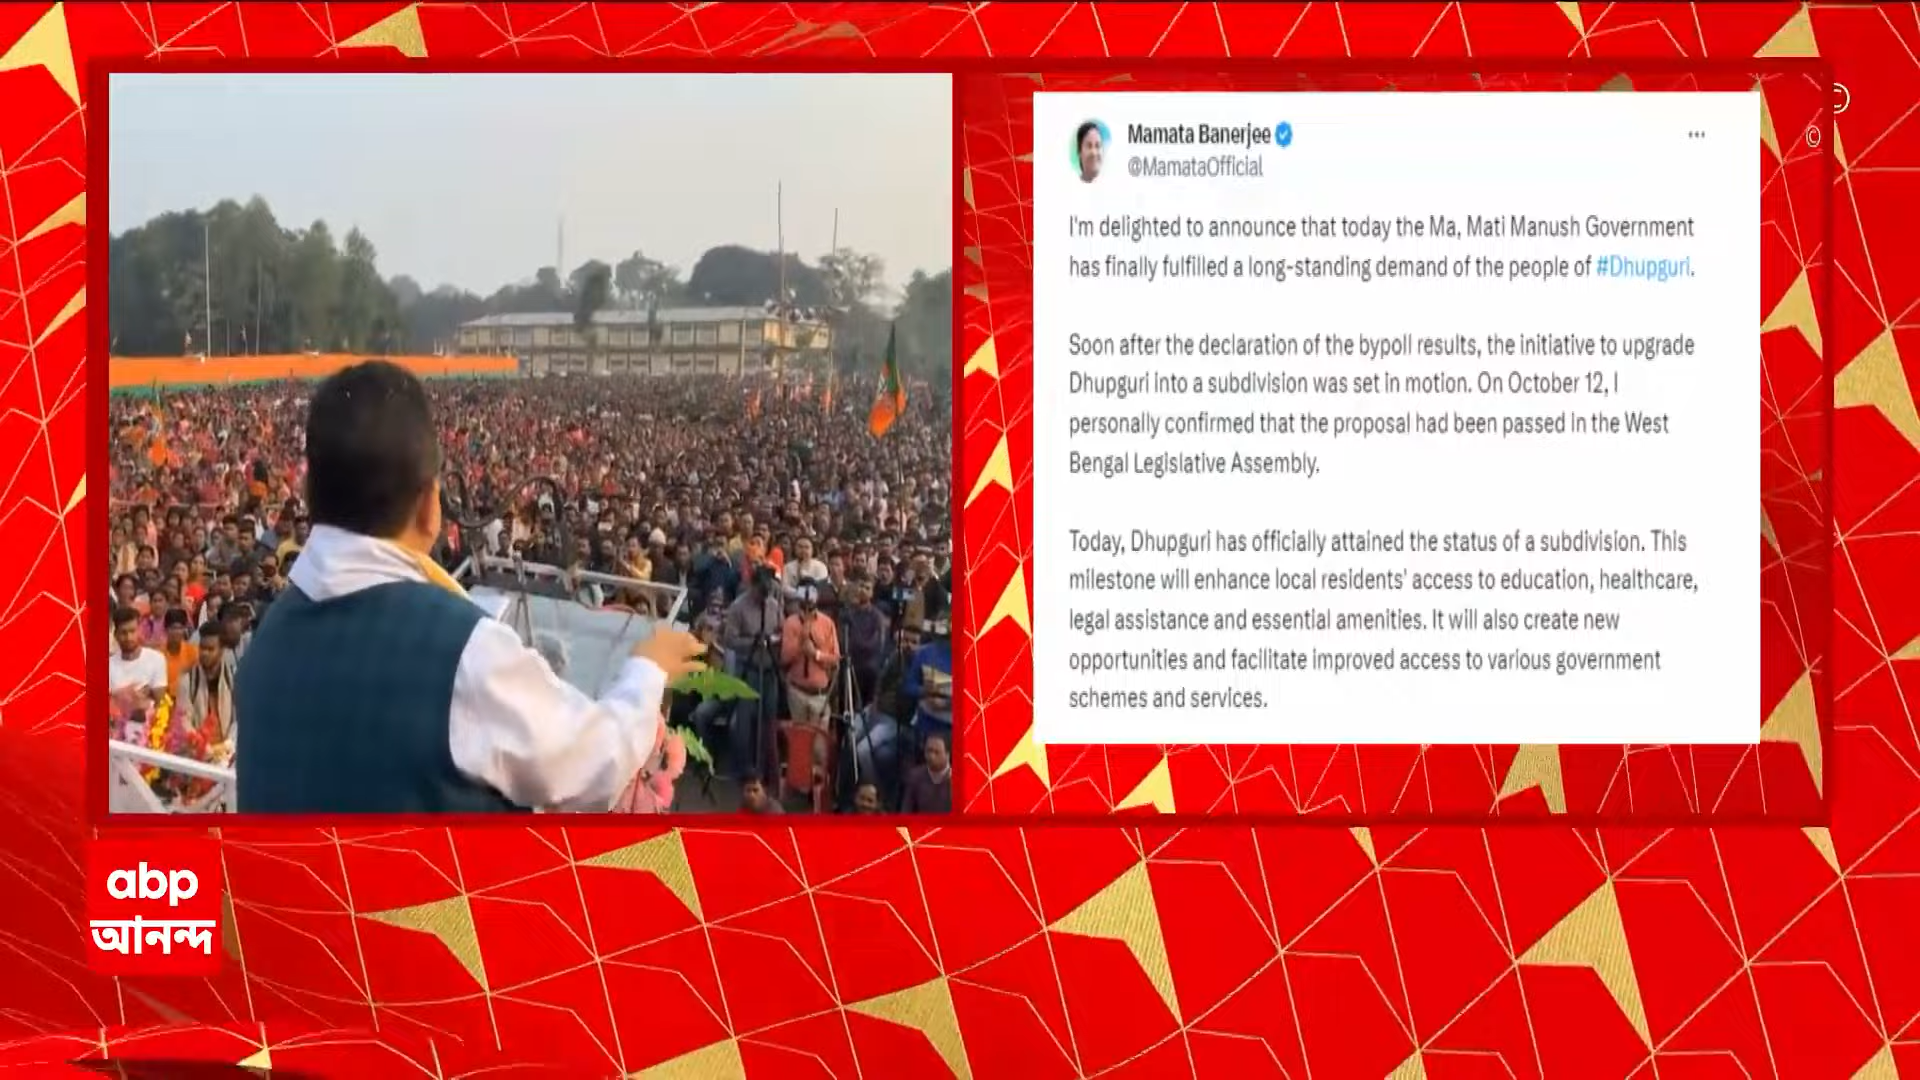 Mamata Banerjee
@MamataOfficial
I'm delighted to announce that today the Ma, Mati Manush Government
has finally fulfilled a long-standing demand of the people of #Dhupguri.
Soon after the declaration of the bypoll results, the initiative to upgrade
Dhupguri into a subdivision was set in motion. On October 12, I
personally confirmed that the proposal had been passed in the West
Bengal Legislative Assembly.
Today, Dhupguri has officially attained the status of a subdivision. This
milestone will enhance local residents' access to education, healthcare,
legal assistance and essential amenities. It will also create new
opportunities and facilitate improved access to various government
schemes and services.
©
©
abp
আনন্দ